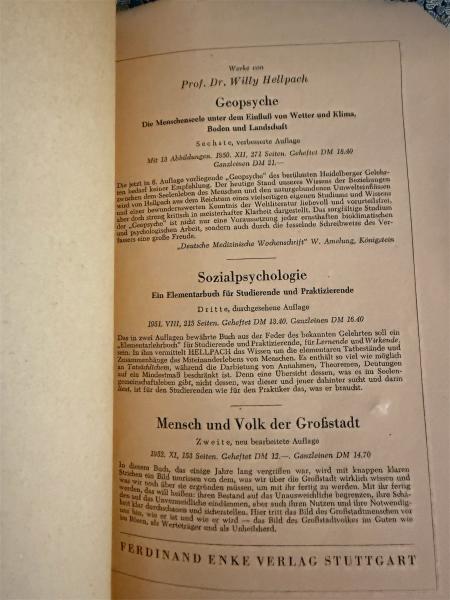 Werke von
Prof. Dr. Willy Hellpach
Geopsyche
Die Menschenseele unter dem Einfluß von Wetter und Klima,
Boden und Landschaft
Sechste, verbesserte Auflage
Mit 13 Abbildungen. 1950. XII, 271 Seiten. Geheftet DM 18.40
Ganzleinen DM 21.—
Die jetzt in 6. Auflage vorliegende „Geopsyche" des berühmten Heidelberger Gelehr-
ten bedarf keiner Empfehlung. Der heutige Stand unseres Wissens der Beziehungen
zwischen dem Seelenleben des Menschen und den naturgebundenen Umwelteinflüssen
wird von Hellpach aus dem Reichtum eines vielseitigen eigenen Studiums und
einer bewundernswerten Kenntnis der Weltliteratur liebevoll und vorurteilsfrei,
aber doch streng kritisch in meisterhafter Klarheit dargestellt. Das sorgfältige Studium
der „Geopsyche" ist nicht nur eine Voraussetzung jeder ernsthaften bioklimatischen
und psychologischen Arbeit, sondern auch durch die fesselnde Schreibweise des Ver-
fassers eine große Freude.
„Deutsche Medizinische Wochenschrift" W. Amelung, Königstein
Sozialpsychologie
Ein Elementarbuch für Studierende und Praktizierende
Dritte, durchgesehene Auflage
1951. VIII, 215 Seiten. Geheftet DM 13.40. Ganzleinen DM 16.40
Das in zwei Auflagen bewährte Buch aus der Feder des bekannten Gelehrten soll ein
„Elementarlehrbuch" für Studierende und Praktizierende, für Lernende und Wirkende,
sein. In ihm vermittelt HELLPACH das Wissen um die elementaren Tatbestände und
Zusammenhänge des Miteinanderlebens von Menschen. Es enthält so viel wie möglich
an Tatsächlichem, während die Darbietung von Annahmen, Theoremen, Deutungen
auf ein Mindestmaß beschränkt ist. Denn eine Übersicht dessen, was es im Seelen-
gemeinschaftsleben gibt, nicht dessen, was dieser und jener dahinter sucht und darin
ist für den Studierenden wie für den Praktiker das, was er braucht.
Mensch und Volk der Großstadt
Zweite, neu bearbeitete Auflage
1952. XI, 153 Seiten. Geheftet DM 12.—. Ganzleinen DM 14.70
In diesem Buch, das einige Jahre lang vergriffen war, wird mit knappen klaren
Strichen ein Bild umrissen von dem, was wir über die Großstadt wirklich wissen und
was wir noch über sie ergründen müssen, um mit ihr fertig zu werden. Mit ihr fertig
werden, das will heißen: ihren Bestand auf das Unausweichliche begrenzen, ihre Schä-
den auf das Unvermeidliche eindämmen, aber auch ihren Nutzen und ihre Notwendig-
keit klar durchschauen und sicherstellen. Hier tritt das Bild des Großstadtmenschen vor
uns hin, wie er ist und wie er wird — das Bild des Großstadtvolkes im Guten wie
im Bösen, als Werteträger und als Unheilsherd.
FERDINAND ENKE VERLAG STUTTGART